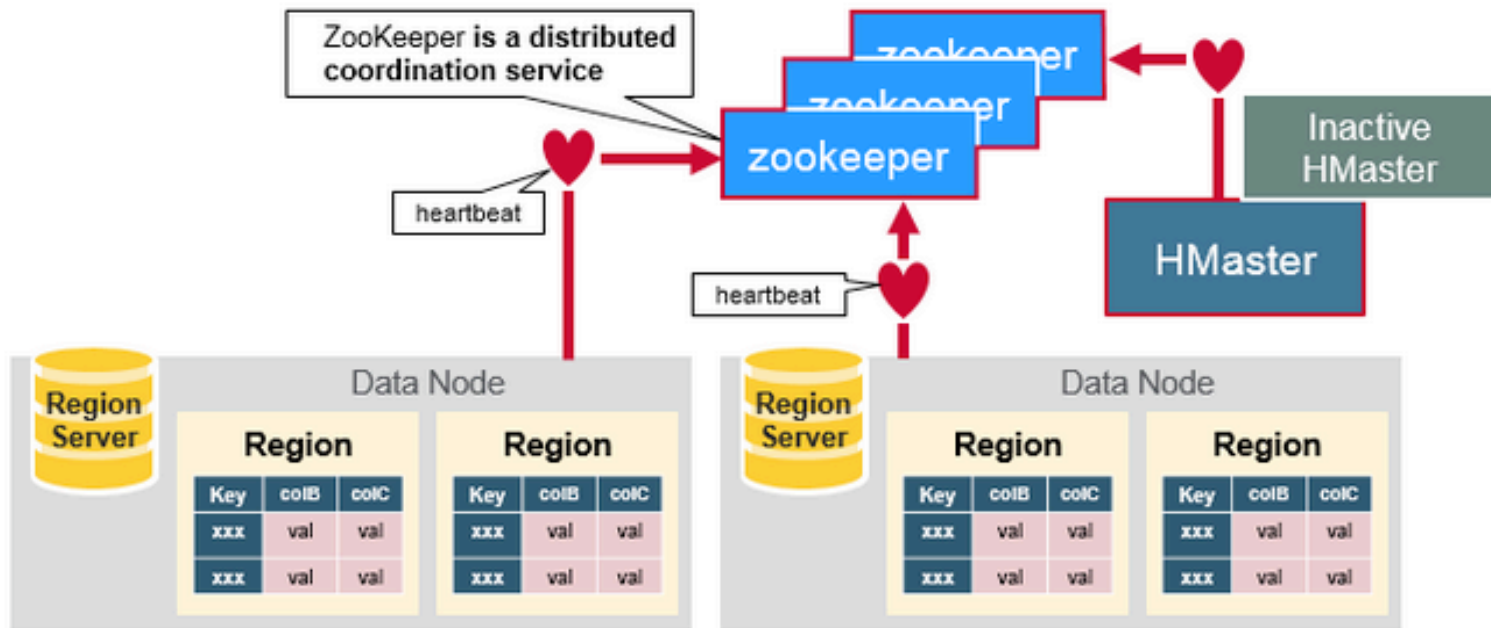 ZooKeeper is a distributed
coordination service
zookeeper
zookeeper
zookeeper
Inactive
HMaster
HMaster
heartbeat
heartbeat
Data Node
Region
Server
Region
Key colB colC
xxx val val
xxx val val
Region
Key colB colC
xxx val val
xxx val val
Data Node
Region
Server
Region
Key colB colC
xxx val val
xxx val val
Region
Key colB colC
xxx val val
xxx val val